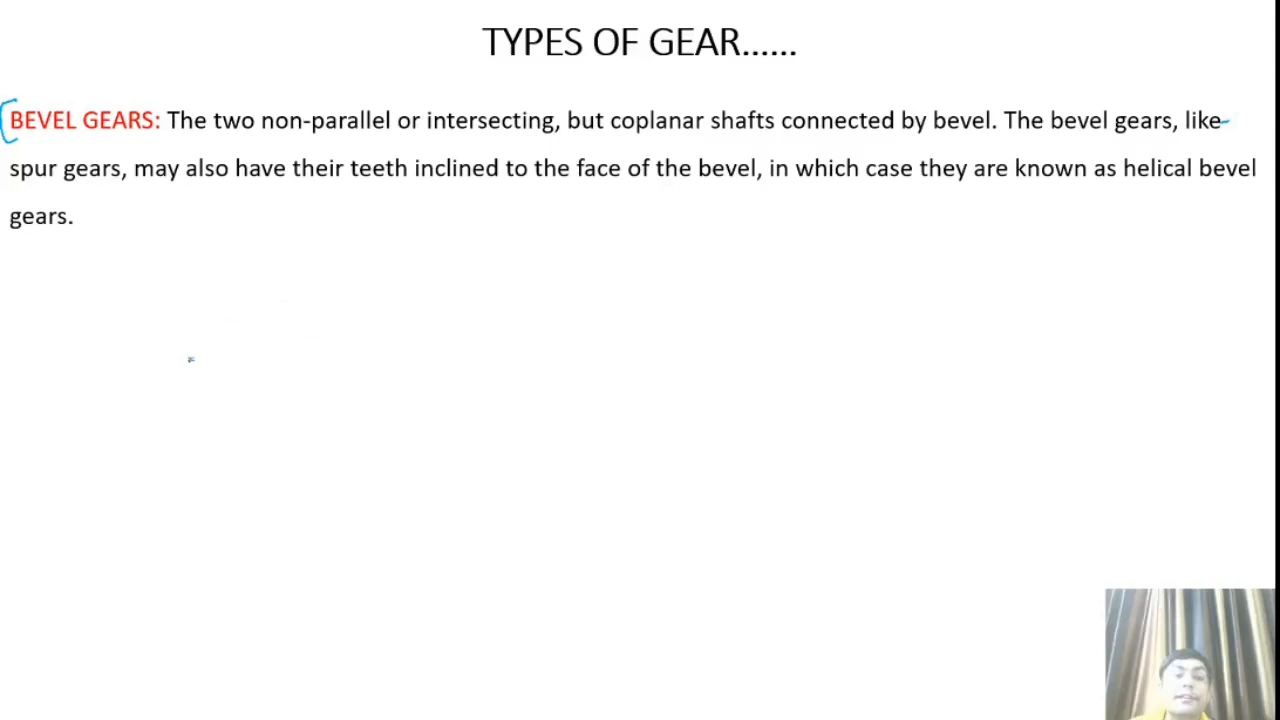 TYPES OF GEAR......
BEVEL GEARS: The two non-parallel or intersecting, but coplanar shafts connected by bevel. The bevel gears, like
spur gears, may also have their teeth inclined to the face of the bevel, in which case they are known as helical bevel
gears.